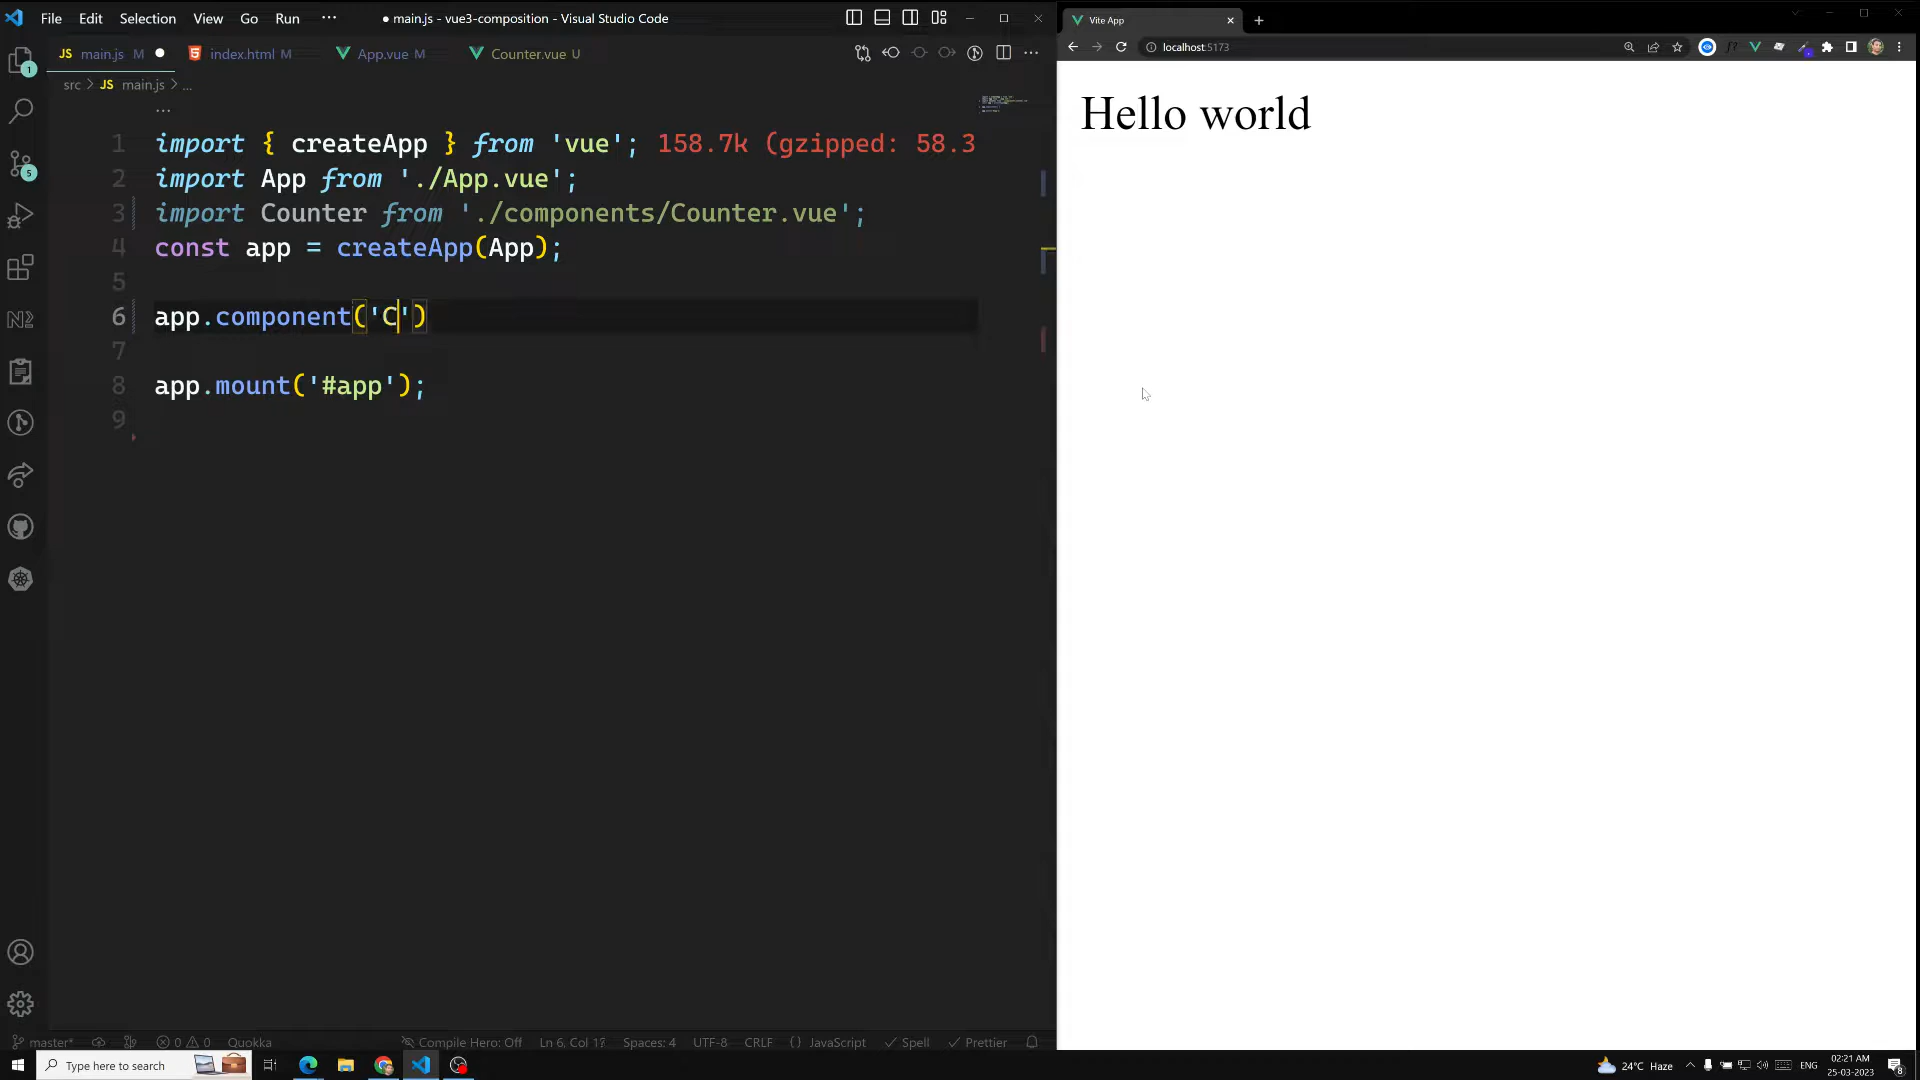 File Edit Selection View Go Run ··· ● main.js - vue3-composition - Visual Studio Code
JS main.js M ● index.html M App.vue M Counter.vue U
src > JS main.js > ...
...
1 import { createApp } from 'vue'; 158.7k (gzipped: 58.3
2 import App from './App.vue';
3 import Counter from './components/Counter.vue';
4 const app = createApp(App);
5
6 app.component('C')
7
8 app.mount('#app');
9
1
5
master* 0 0 Quokka Compile Hero: Off Ln 6, Col 17 Spaces: 4 UTF-8 CRLF {} JavaScript Spell Prettier
Vite App
localhost:5173
Hello world
Type here to search
24°C Haze ENG
02:21 AM
25-03-2023
8